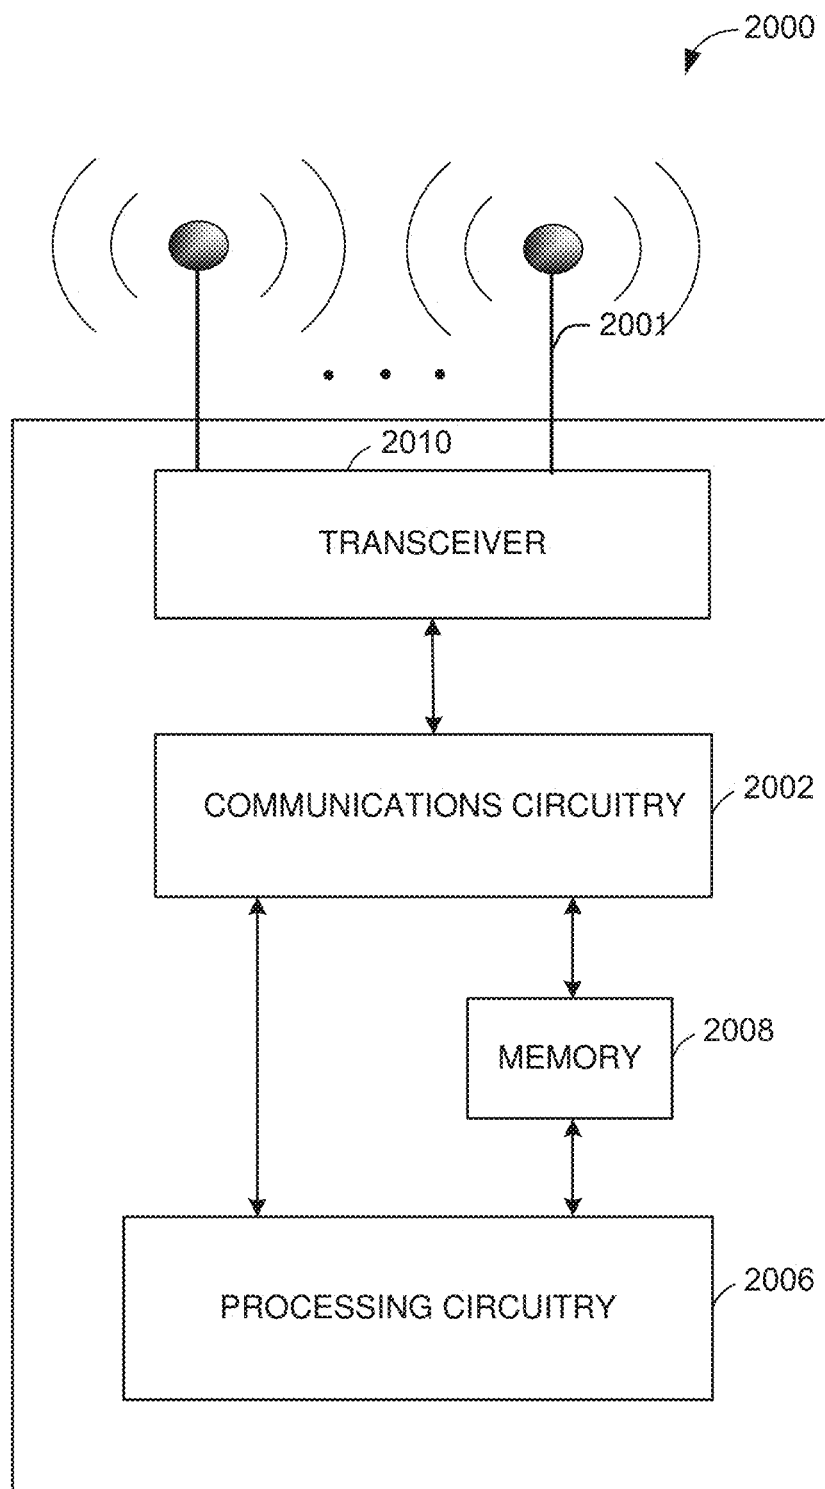 2000
2001
2010
TRANSCEIVER
COMMUNICATIONS CIRCUITRY
2002
MEMORY
2008
PROCESSING CIRCUITRY
2006